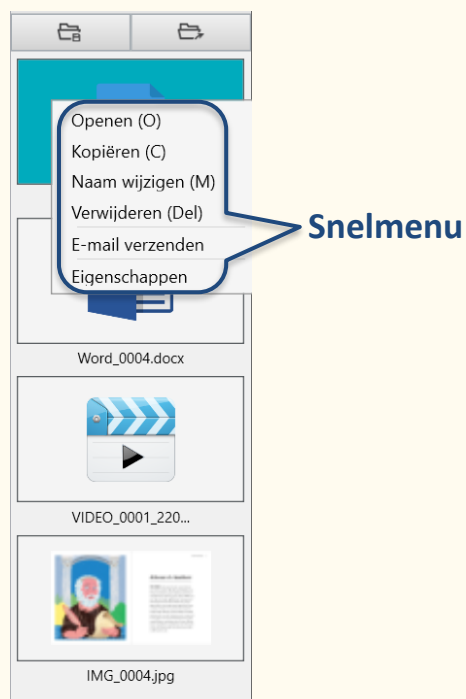 Openen (O)
Kopiëren (C)
Naam wijzigen (M)
Verwijderen (Del)
E-mail verzenden
Eigenschappen
Snelmenu
Word_0004.docx
VIDEO_0001_220...
IMG_0004.jpg